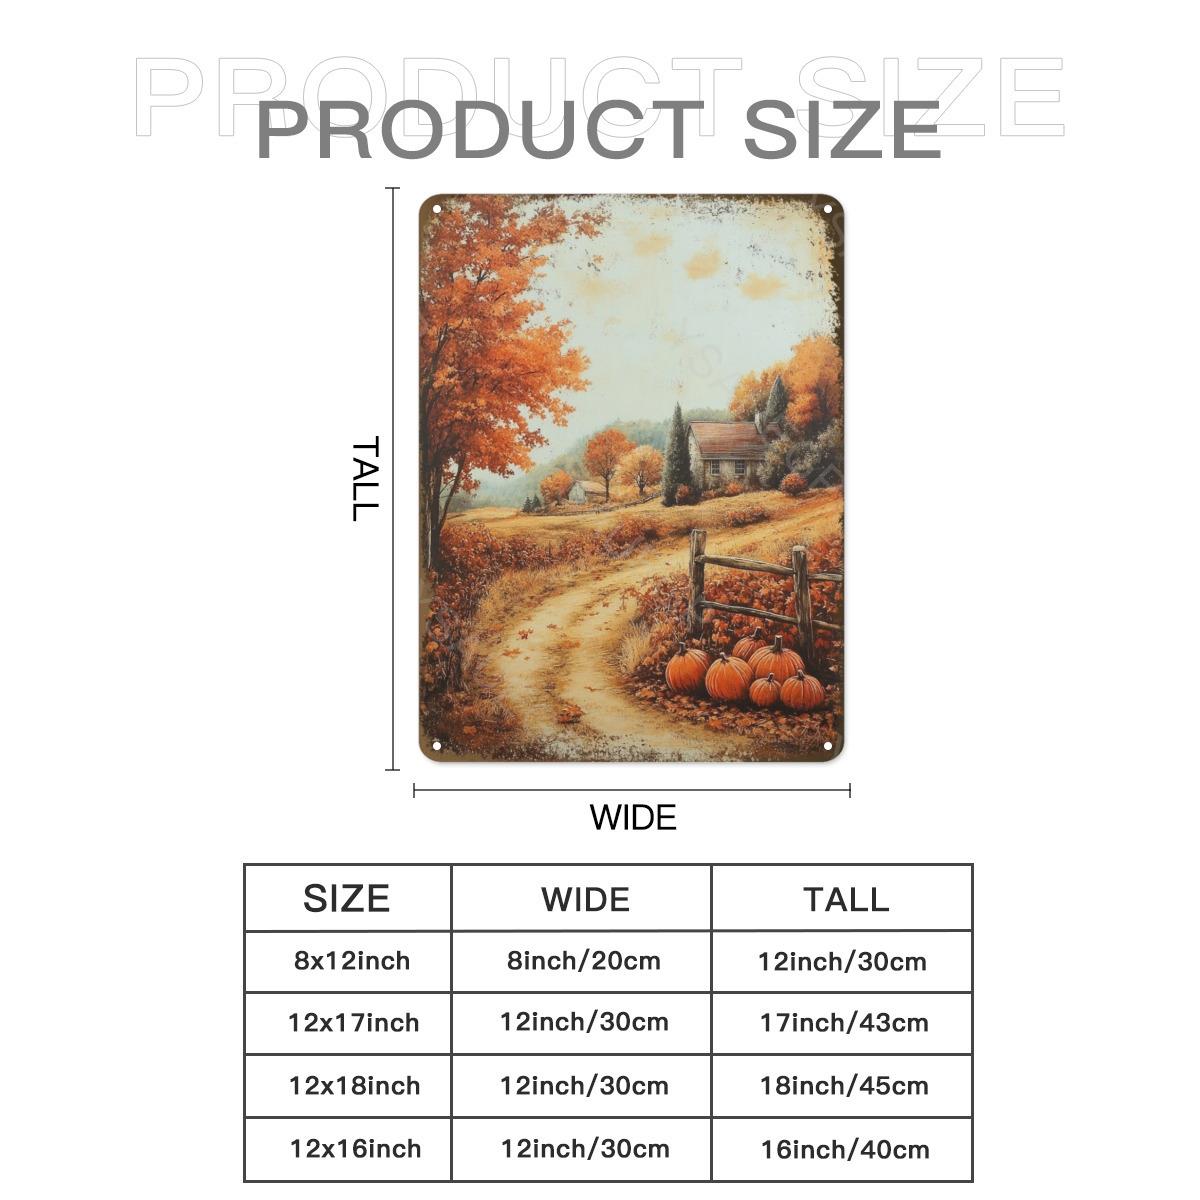 PRODUCT SIZE
PRODUCT SIZE
TALL
WIDE
SIZE WIDE TALL
8x12inch 8inch/20cm 12inch/30cm
12x17inch 12inch/30cm 17inch/43cm
12x18inch 12inch/30cm 18inch/45cm
12x16inch 12inch/30cm 16inch/40cm